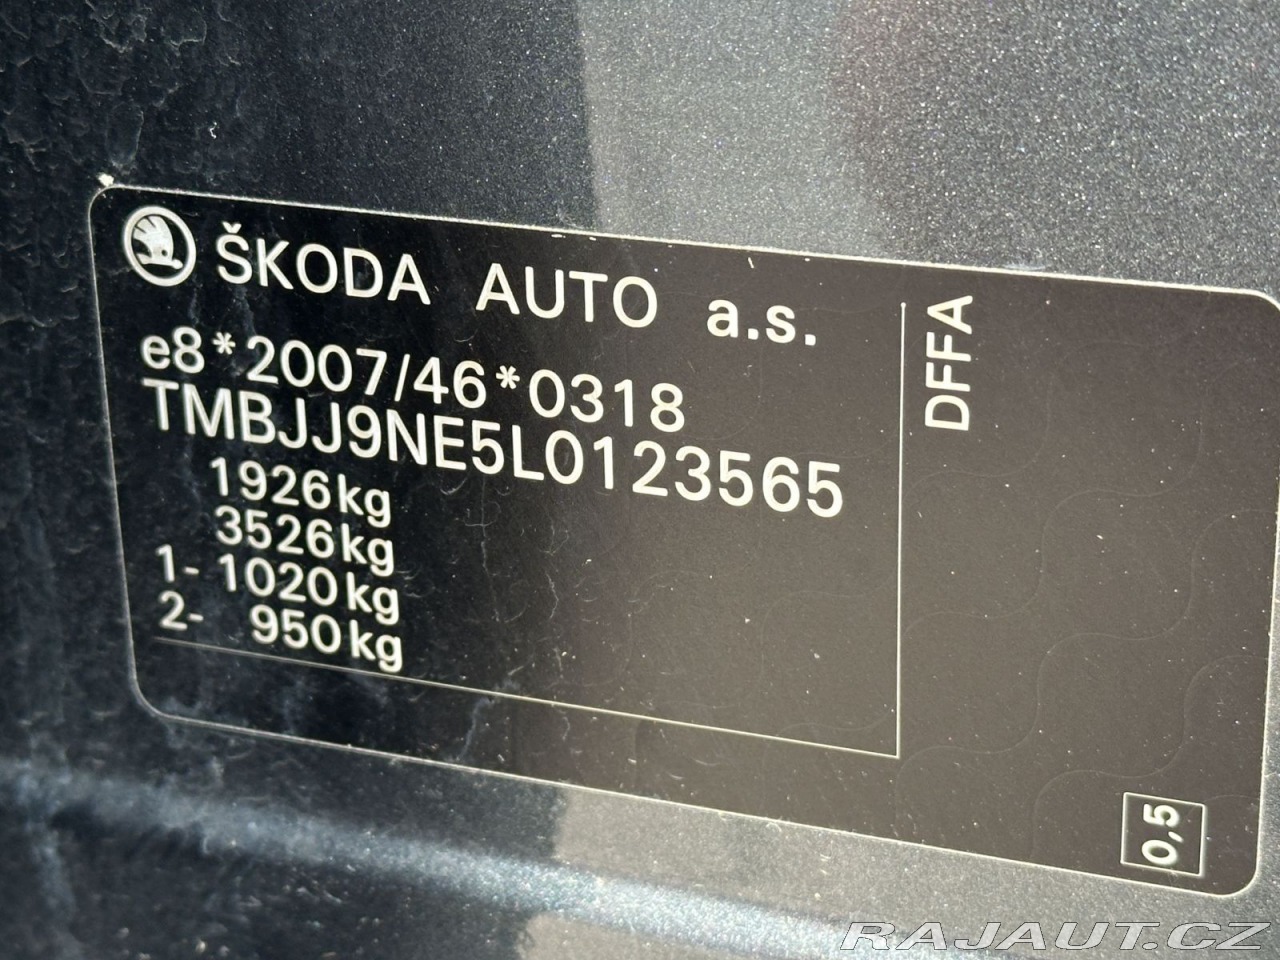 ŠKODA AUTO a.s.
e8*2007/46*0318
TMBJJ9NE5L0123565
1926kg
3526kg
1- 1020kg
2- 950kg
DFFA
0,5
RAJAUT.CZ